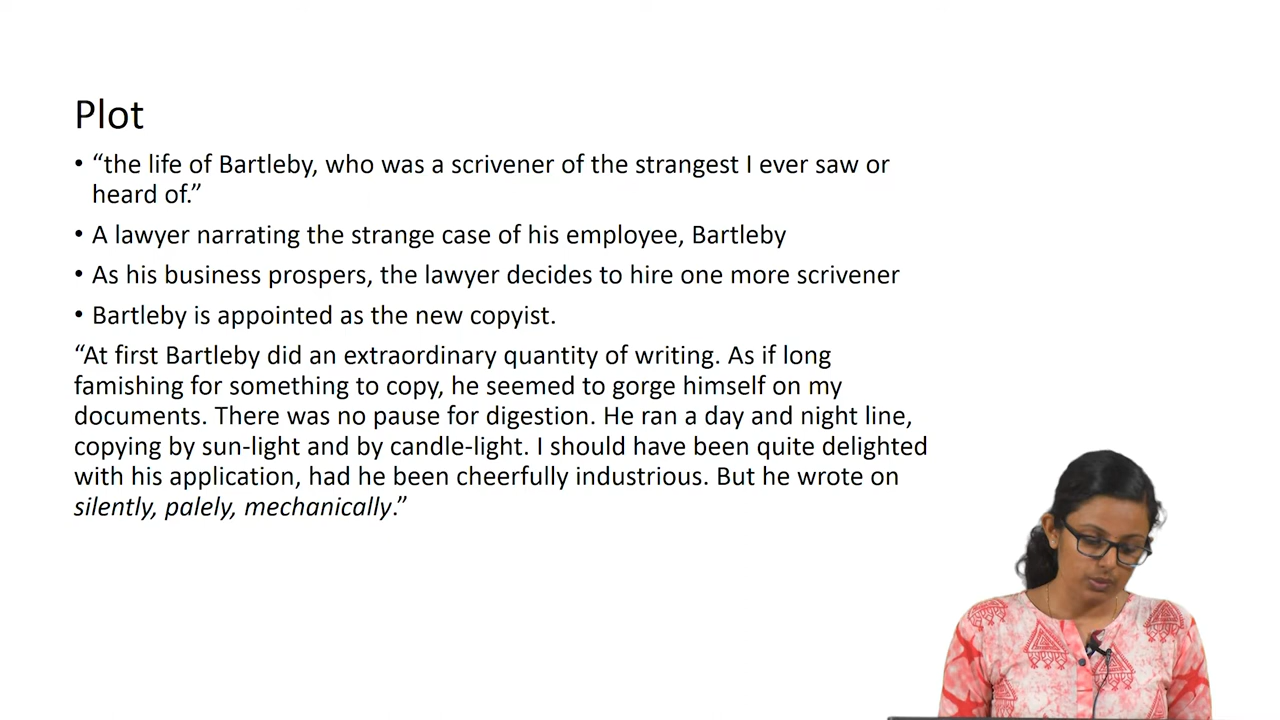 Plot
• “the life of Bartleby, who was a scrivener of the strangest I ever saw or
heard of.”
• A lawyer narrating the strange case of his employee, Bartleby
• As his business prospers, the lawyer decides to hire one more scrivener
• Bartleby is appointed as the new copyist.
“At first Bartleby did an extraordinary quantity of writing. As if long
famishing for something to copy, he seemed to gorge himself on my
documents. There was no pause for digestion. He ran a day and night line,
copying by sun-light and by candle-light. I should have been quite delighted
with his application, had he been cheerfully industrious. But he wrote on
silently, palely, mechanically.”